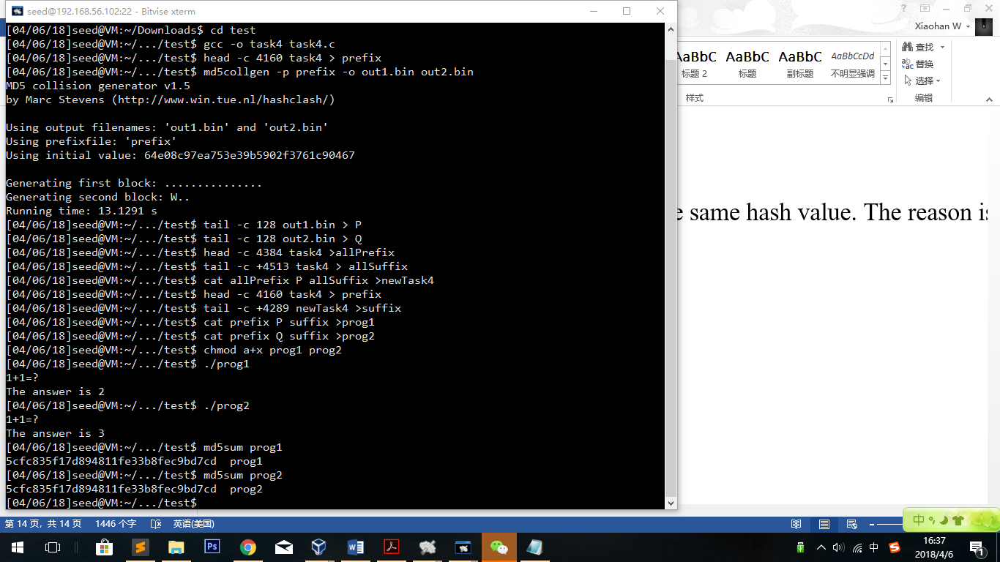 seed@192.168.56.102:22 - Bitvise xterm
[04/06/18]seed@VM:~/Downloads$ cd test
[04/06/18]seed@VM:~/.../test$ gcc -o task4 task4.c
[04/06/18]seed@VM:~/.../test$ head -c 4160 task4 > prefix
[04/06/18]seed@VM:~/.../test$ md5collgen -p prefix -o out1.bin out2.bin
MD5 collision generator v1.5
by Marc Stevens (http://www.win.tue.nl/hashclash/)
Using output filenames: 'out1.bin' and 'out2.bin'
Using prefixfile: 'prefix'
Using initial value: 64e08c97ea753e39b5902f3761c90467
Generating first block: ...............
Generating second block: W..
Running time: 13.1291 s
[04/06/18]seed@VM:~/.../test$ tail -c 128 out1.bin > P
[04/06/18]seed@VM:~/.../test$ tail -c 128 out2.bin > Q
[04/06/18]seed@VM:~/.../test$ head -c 4384 task4 >allPrefix
[04/06/18]seed@VM:~/.../test$ tail -c +4513 task4 > allSuffix
[04/06/18]seed@VM:~/.../test$ cat allPrefix P allSuffix >newTask4
[04/06/18]seed@VM:~/.../test$ head -c 4160 task4 > prefix
[04/06/18]seed@VM:~/.../test$ tail -c +4289 newTask4 >suffix
[04/06/18]seed@VM:~/.../test$ cat prefix P suffix >prog1
[04/06/18]seed@VM:~/.../test$ cat prefix Q suffix >prog2
[04/06/18]seed@VM:~/.../test$ chmod a+x prog1 prog2
[04/06/18]seed@VM:~/.../test$ ./prog1
1+1=?
The answer is 2
[04/06/18]seed@VM:~/.../test$ ./prog2
1+1=?
The answer is 3
[04/06/18]seed@VM:~/.../test$ md5sum prog1
5cfc835f17d894811fe33b8fec9bd7cd  prog1
[04/06/18]seed@VM:~/.../test$ md5sum prog2
5cfc835f17d894811fe33b8fec9bd7cd  prog2
[04/06/18]seed@VM:~/.../test$
Xiaohan W
AaBbC AaBbC AaBbC AaBbCcDd
标题 2 标题 副标题 不明显强调
样式
查找
替换
选择
编辑
e same hash value. The reason is
第 14 页，共 14 页 1446 个字 英语(美国)
中
中
16:37
2018/4/6
1